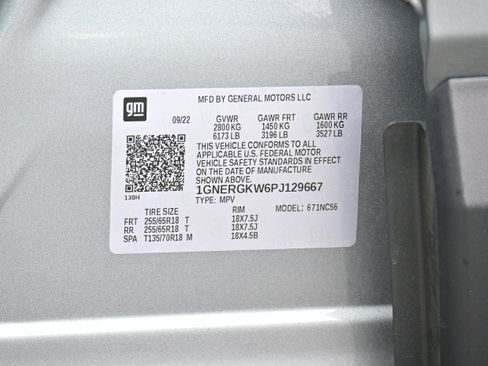 gm
MFD BY GENERAL MOTORS LLC
09/22 GVWR GAWR FRT GAWR RR
2800 KG 1450 KG 1600 KG
6173 LB 3196 LB 3527 LB
THIS VEHICLE CONFORMS TO ALL
APPLICABLE U.S. FEDERAL MOTOR
VEHICLE SAFETY STANDARDS IN EFFECT
ON THE DATE OF MANUFACTURE
SHOWN ABOVE.
1GNERGKW6PJ129667
130H TYPE: MPV
TIRE SIZE RIM MODEL: 671NC56
FRT 255/65R18 T 18X7.5J
RR 255/65R18 T 18X7.5J
SPA T135/70R18 M 18X4.5B